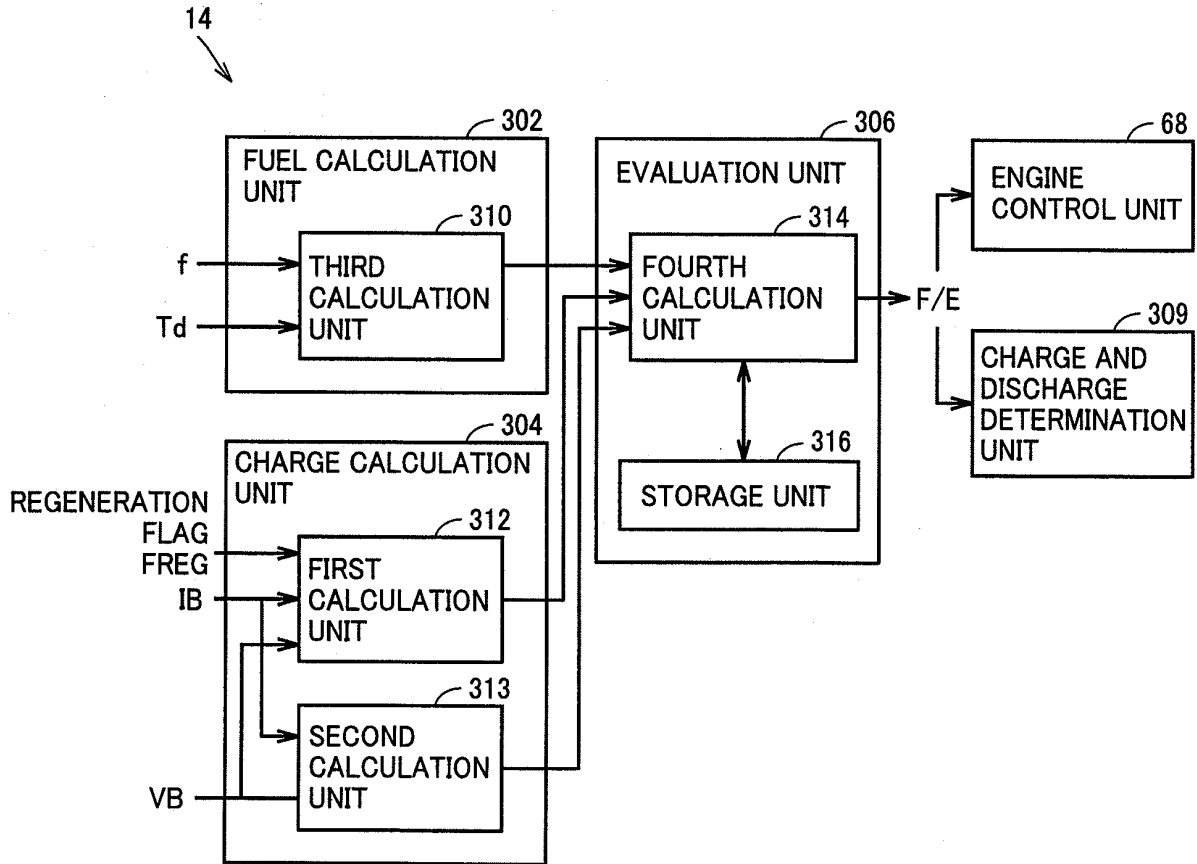 14
302
FUEL CALCULATION
UNIT
310
f
Td
THIRD
CALCULATION
UNIT
306
EVALUATION UNIT
314
FOURTH
CALCULATION
UNIT
316
STORAGE UNIT
F/E
68
ENGINE
CONTROL UNIT
309
CHARGE AND
DISCHARGE
DETERMINATION
UNIT
304
CHARGE CALCULATION
UNIT
REGENERATION
FLAG
FREG
IB
312
FIRST
CALCULATION
UNIT
313
SECOND
CALCULATION
UNIT
VB